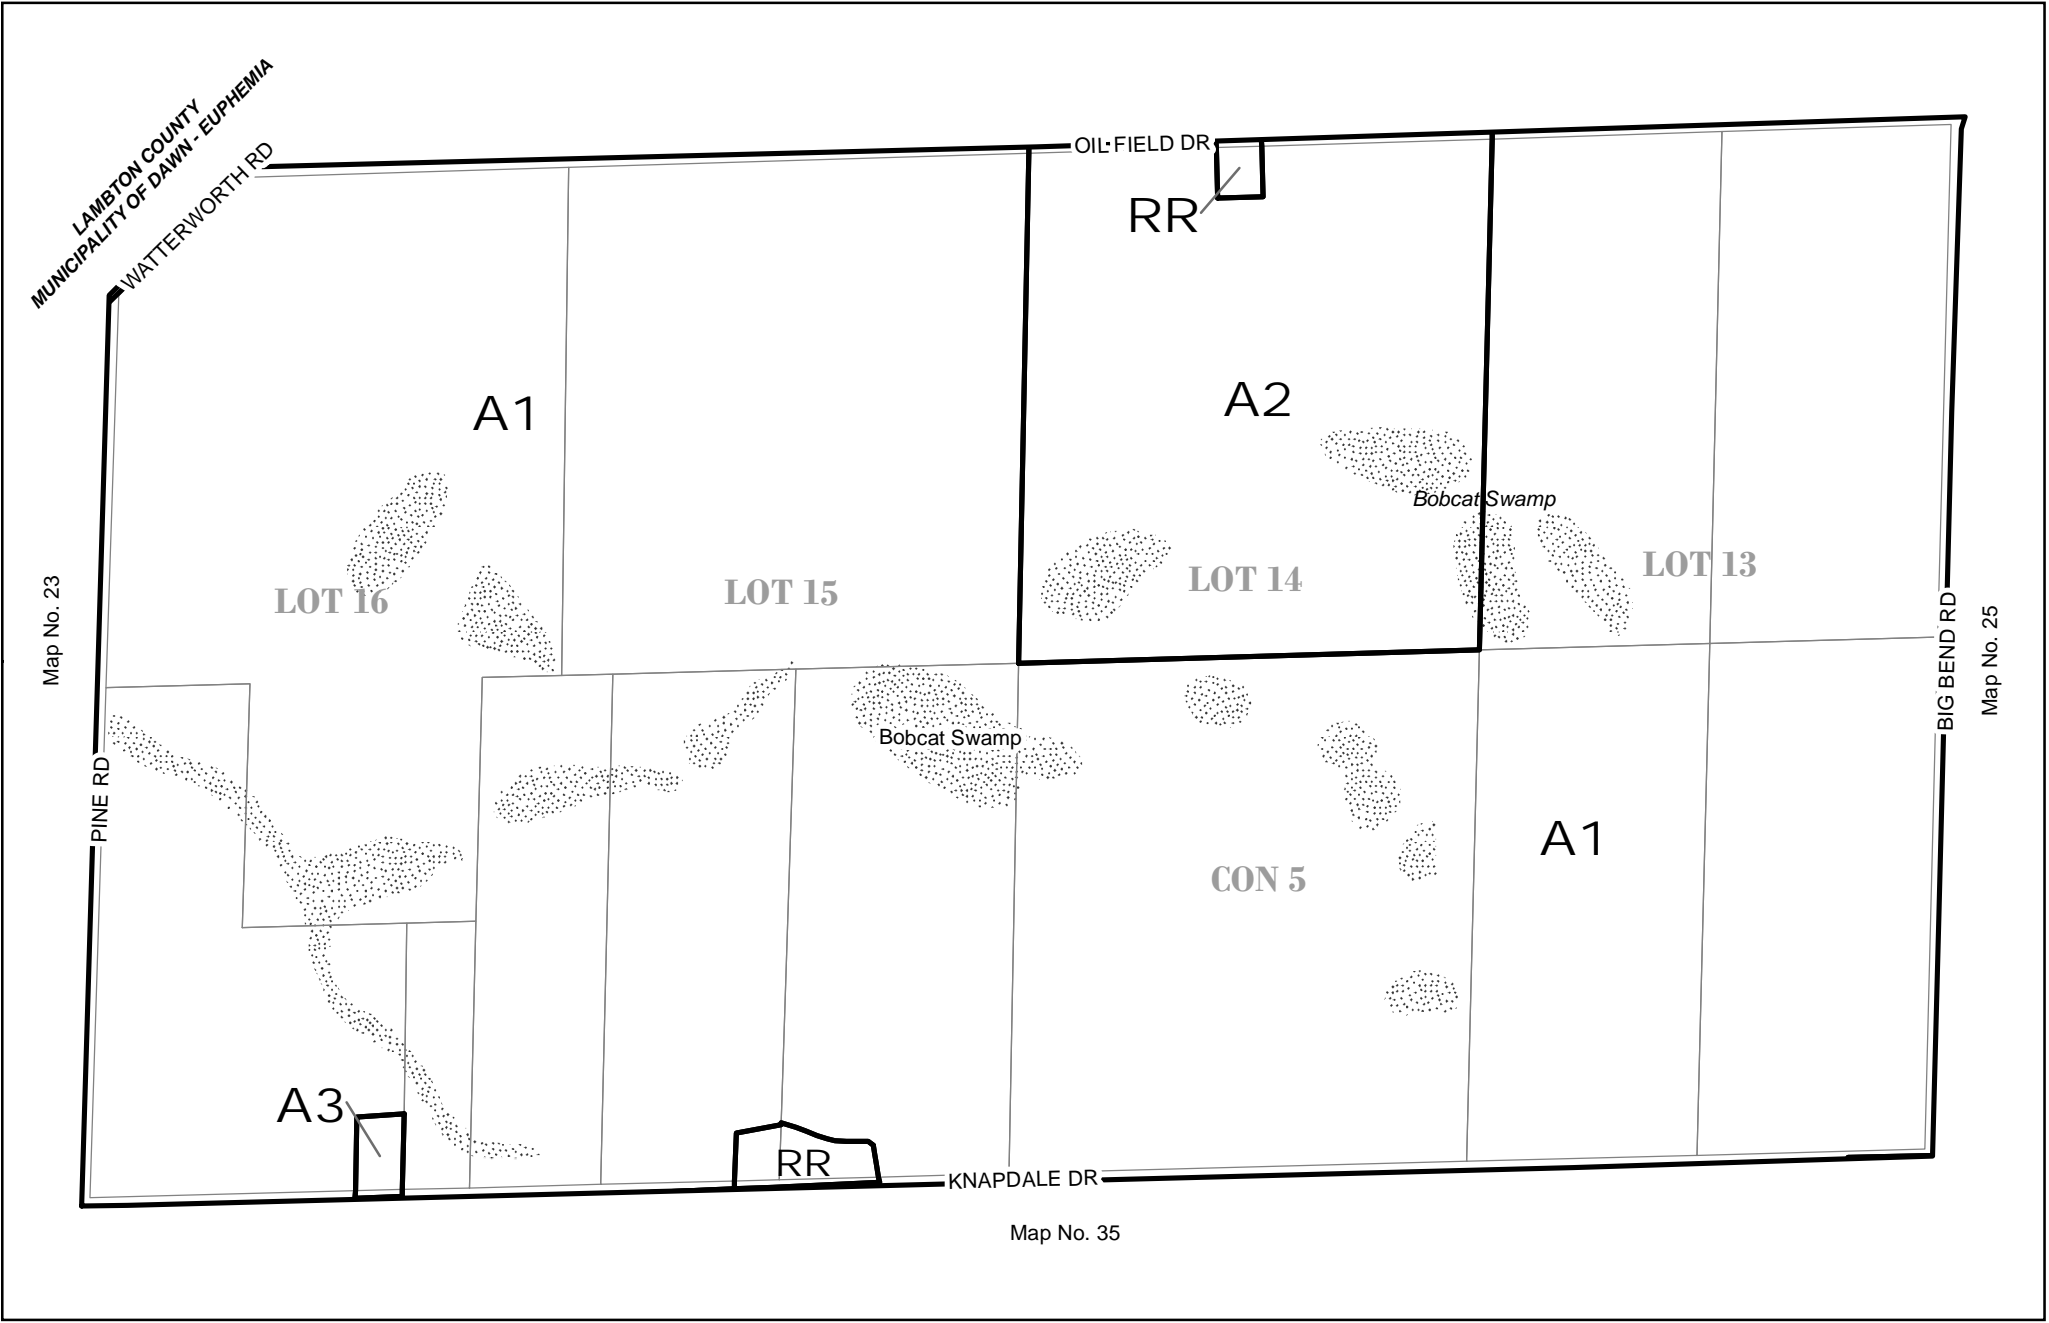 LAMBTON COUNTY
MUNICIPALITY OF DAWN - EUPHEMIA
WATTERWORTH RD
OIL FIELD DR
RR
A1
A2
Bobcat Swamp
LOT 16
LOT 15
LOT 14
LOT 13
Map No. 23
PINE RD
Bobcat Swamp
BIG BEND RD
Map No. 25
A1
CON 5
A3
RR
KNAPDALE DR
Map No. 35